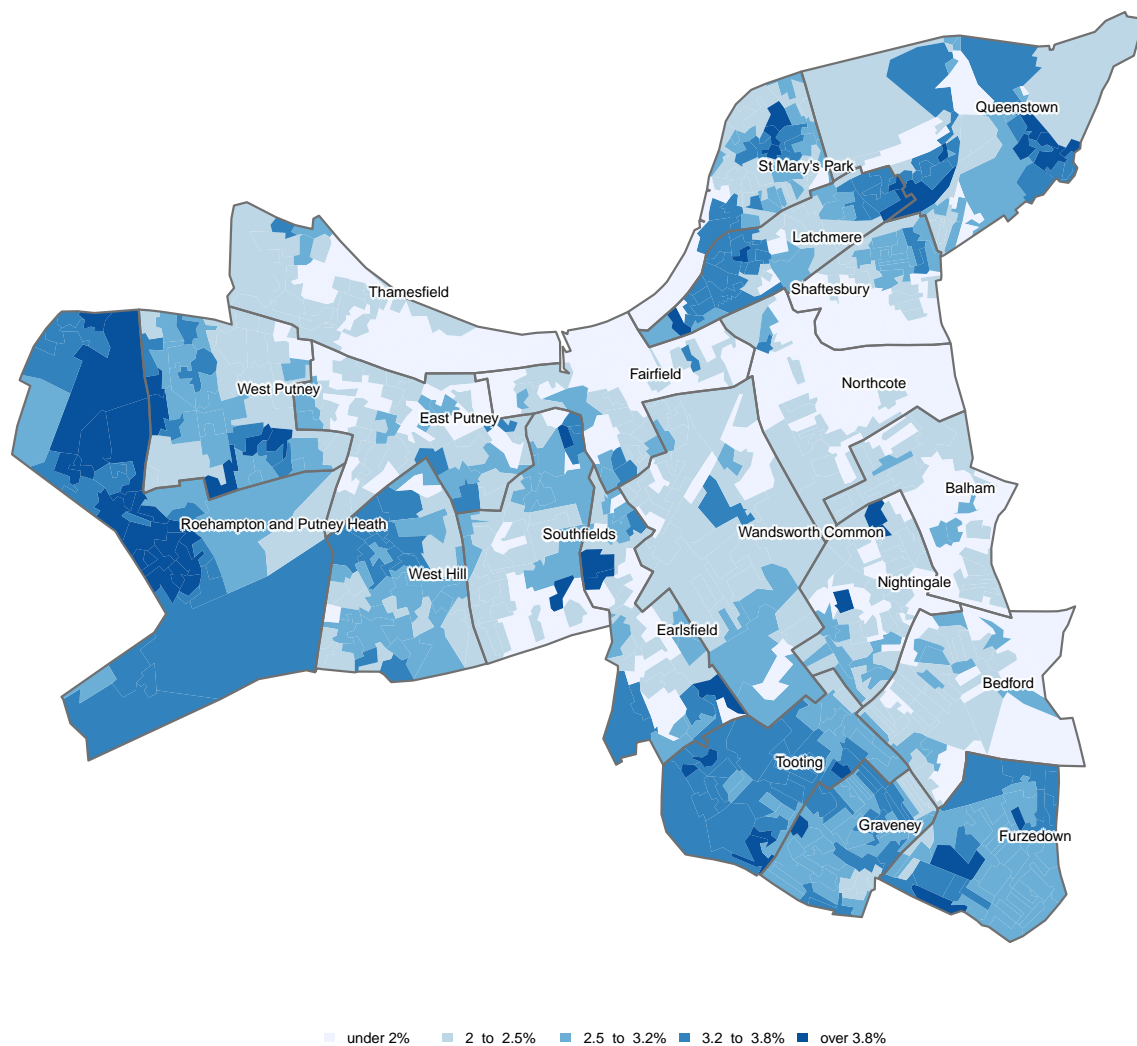 Queenstown
St Mary's Park
Latchmere
Shaftesbury
Thamesfield
Fairfield
Northcote
West Putney
East Putney
Balham
Roehampton and Putney Heath
Southfields
Wandsworth Common
West Hill
Nightingale
Earlsfield
Bedford
Tooting
Graveney
Furzedown
under 2% 2 to 2.5% 2.5 to 3.2% 3.2 to 3.8% over 3.8%